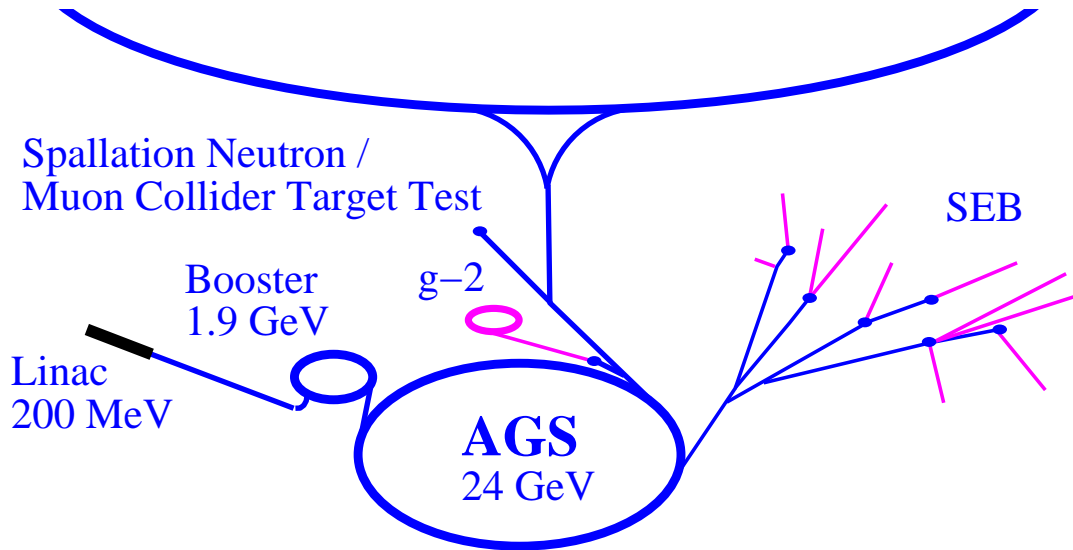 Spallation Neutron /
Muon Collider Target Test
SEB
Booster
1.9 GeV
g−2
Linac
200 MeV
AGS
24 GeV